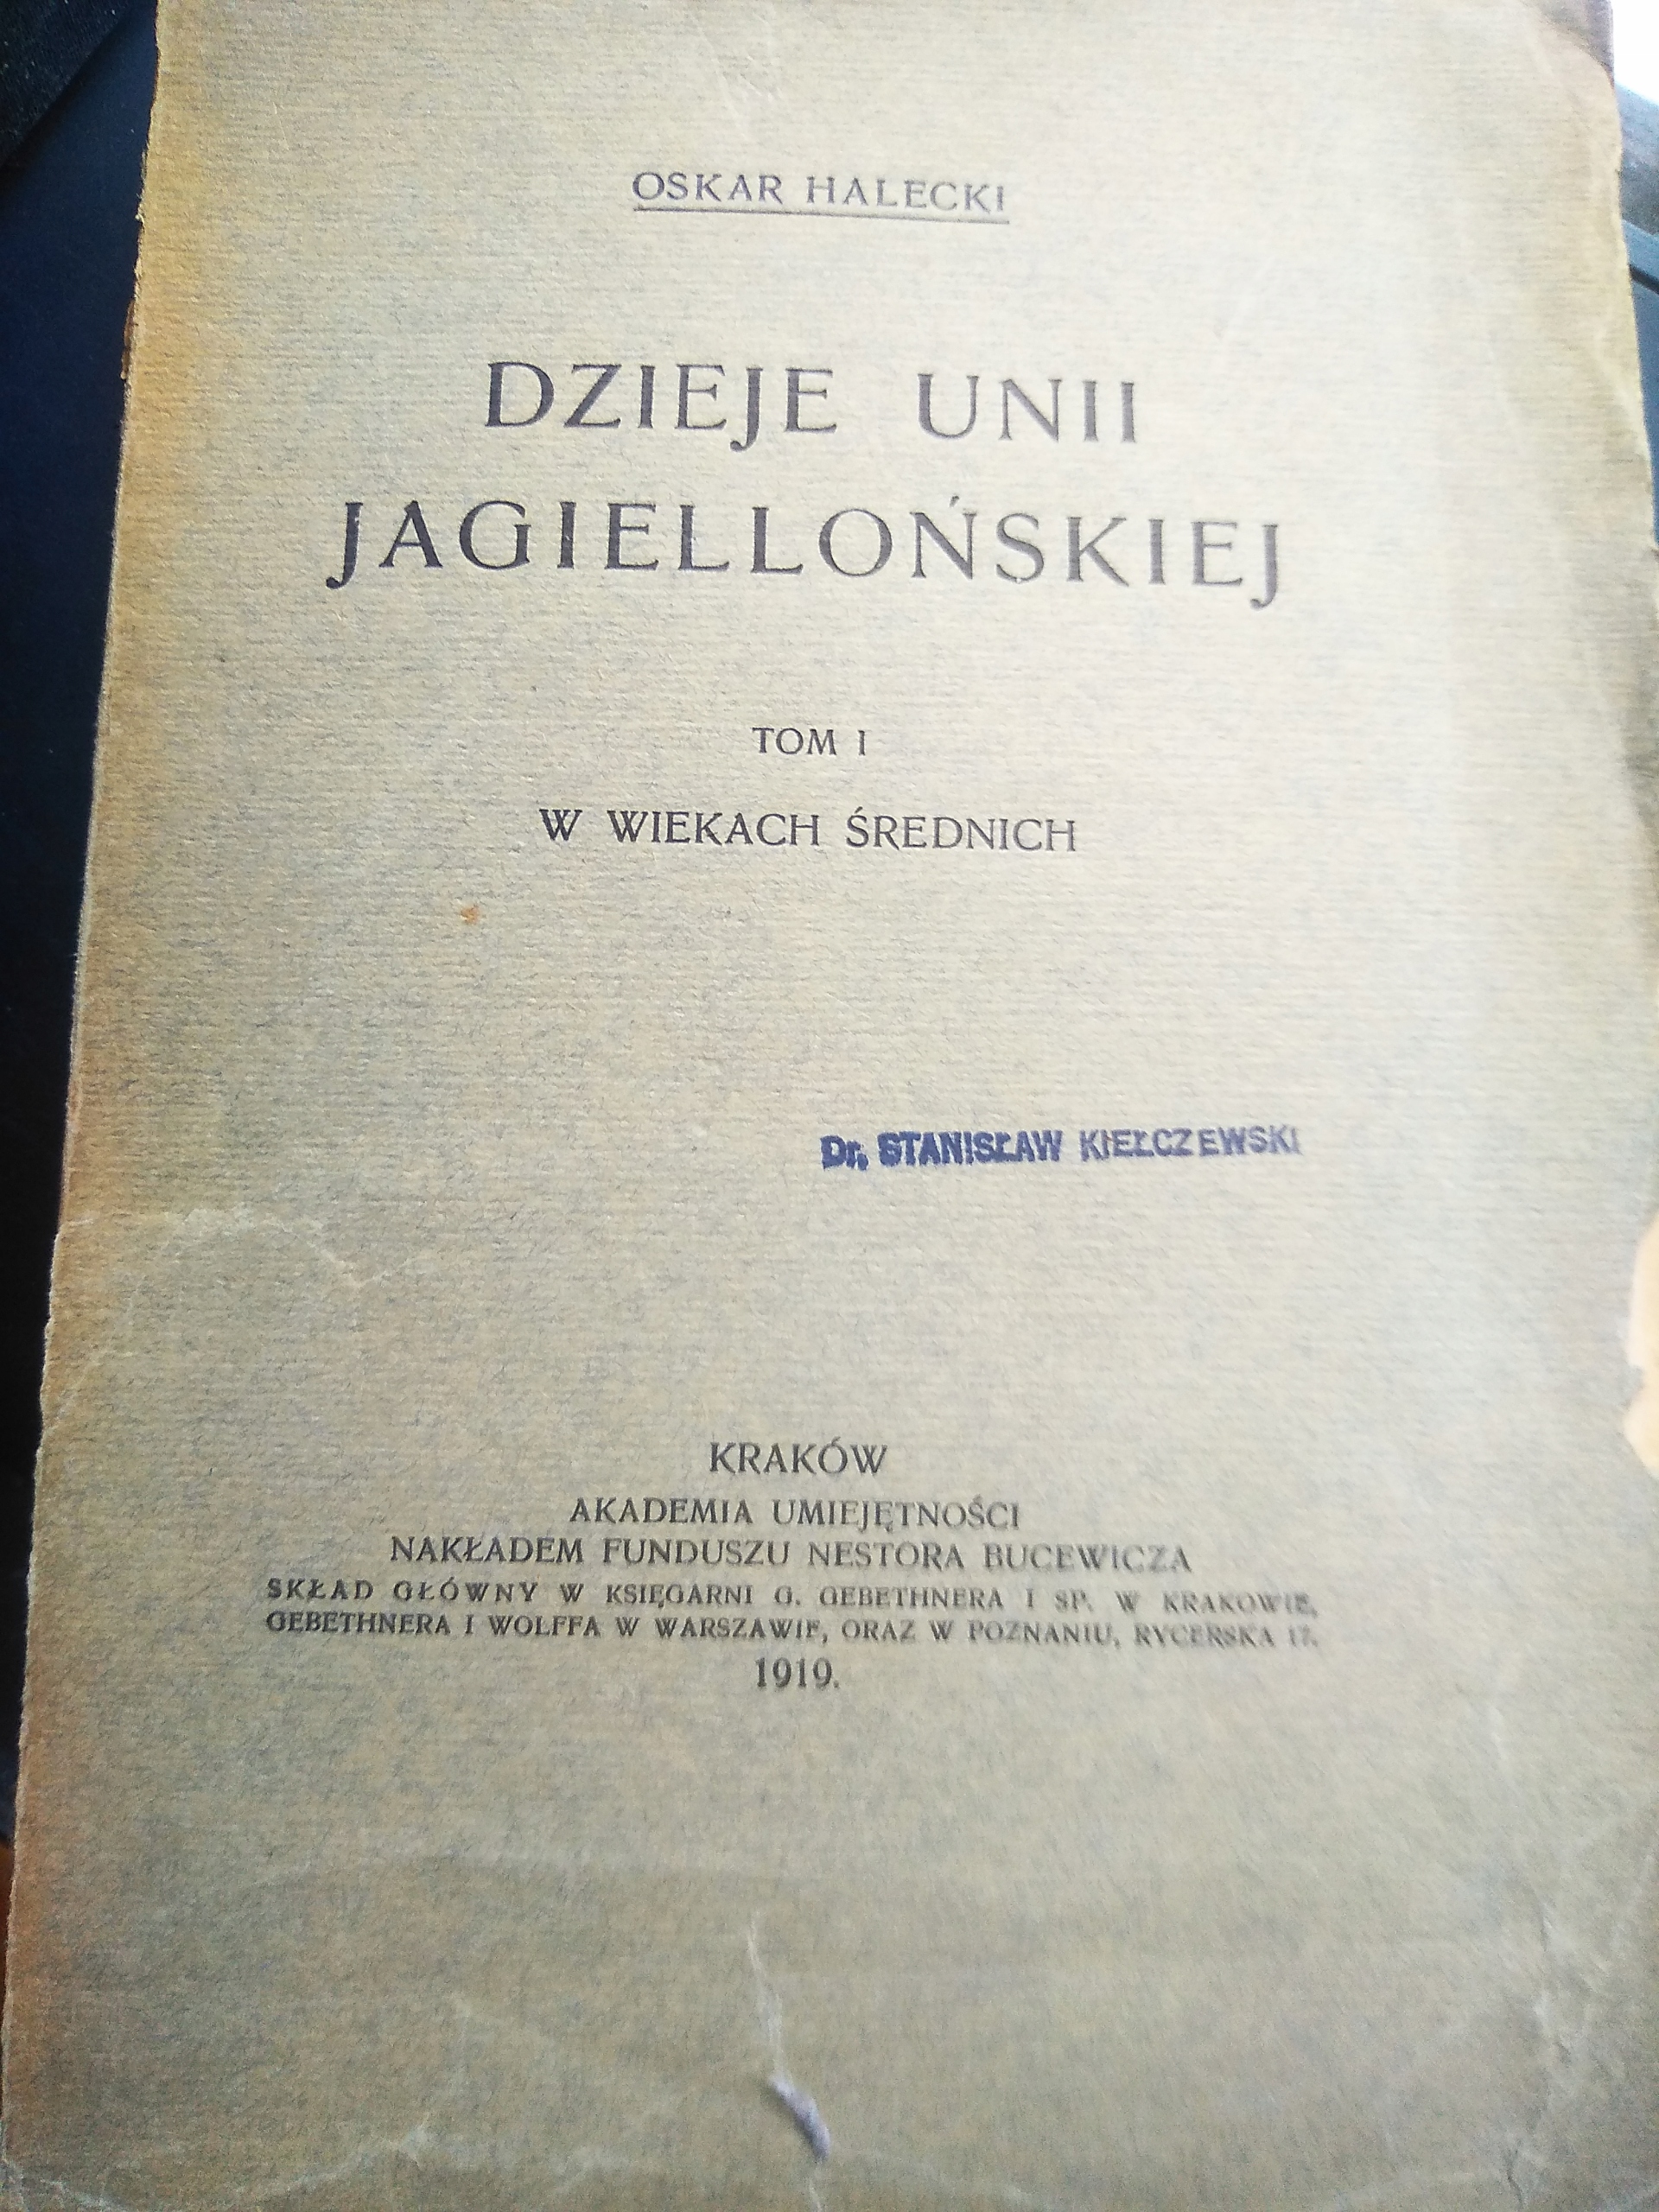 OSKAR HALECKI
DZIEJE UNII
JAGIELLOŃSKIEJ
TOM I
W WIEKACH ŚREDNICH
Dr. STANISŁAW KIEŁCZEWSKI
KRAKÓW
AKADEMIA UMIEJĘTNOŚCI
NAKŁADEM FUNDUSZU NESTORA BUCEWICZA
SKŁAD GŁÓWNY W KSIĘGARNI G. GEBETHNERA I SP. W KRAKOWIE,
GEBETHNERA I WOLFFA W WARSZAWIE, ORAZ W POZNANIU, RYCERSKA 17.
1919.